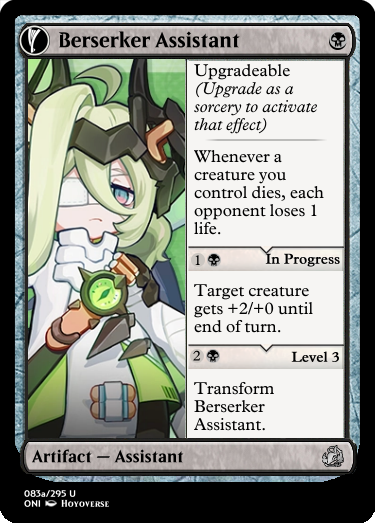 Berserker Assistant
Upgradeable
(Upgrade as a
sorcery to activate
that effect)
Whenever a
creature you
control dies, each
opponent loses 1
life.
1 In Progress
Target creature
gets +2/+0 until
end of turn.
2 Level 3
Transform
Berserker
Assistant.
Artifact — Assistant
083a/295 U
ONI HOYOVERSE